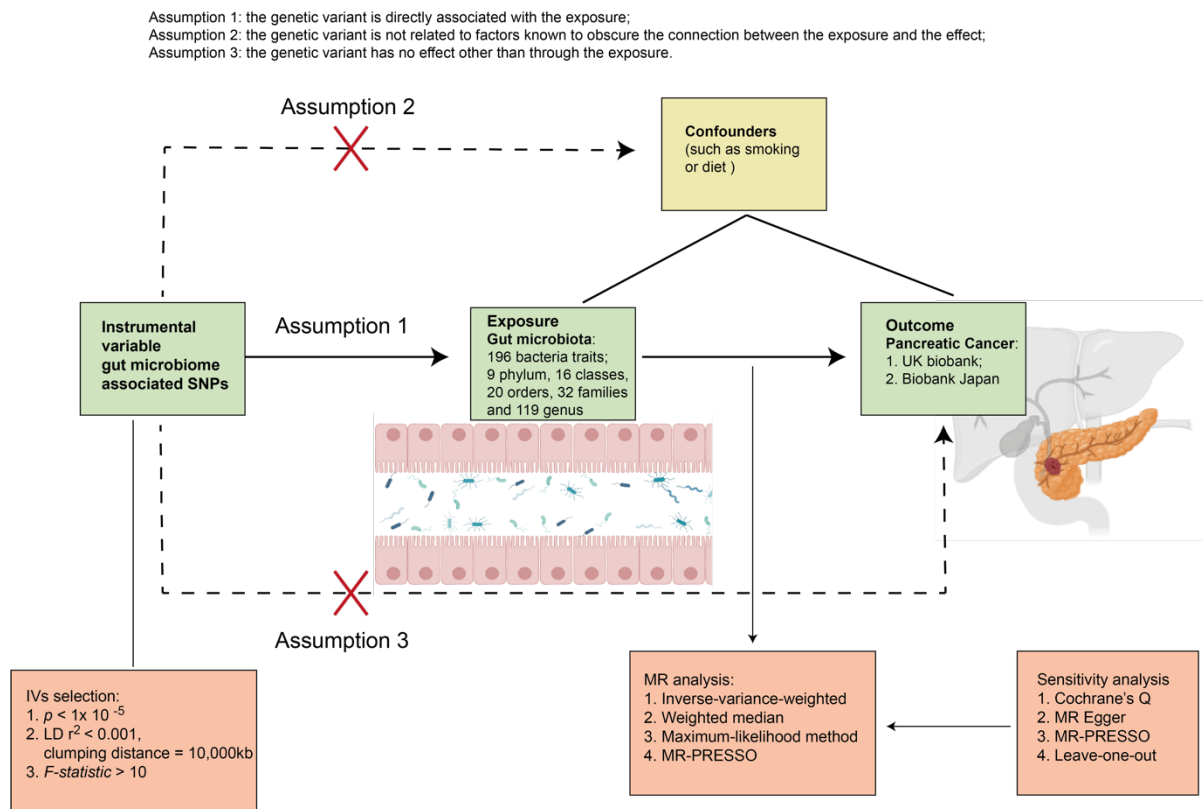 Assumption 1: the genetic variant is directly associated with the exposure;
Assumption 2: the genetic variant is not related to factors known to obscure the connection between the exposure and the effect;
Assumption 3: the genetic variant has no effect other than through the exposure.
Assumption 2
Confounders
(such as smoking
or diet )
Instrumental
variable
gut microbiome
associated SNPs
Assumption 1
Exposure
Gut microbiota:
196 bacteria traits;
9 phylum, 16 classes,
20 orders, 32 families
and 119 genus
Outcome
Pancreatic Cancer:
1. UK biobank;
2. Biobank Japan
Assumption 3
IVs selection:
1. p < 1x 10 -5
2. LD r2 < 0.001,
clumping distance = 10,000kb
3. F-statistic > 10
MR analysis:
1. Inverse-variance-weighted
2. Weighted median
3. Maximum-likelihood method
4. MR-PRESSO
Sensitivity analysis
1. Cochrane's Q
2. MR Egger
3. MR-PRESSO
4. Leave-one-out